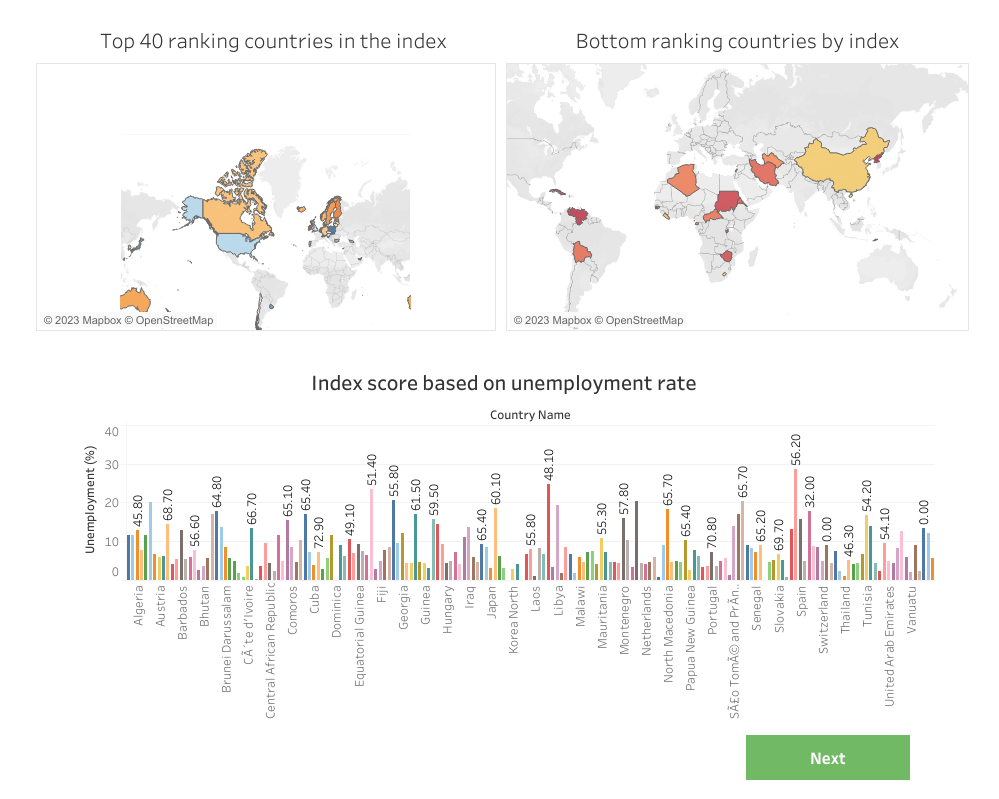 Top 40 ranking countries in the index
Bottom ranking countries by index
© 2023 Mapbox © OpenStreetMap
© 2023 Mapbox © OpenStreetMap
Index score based on unemployment rate
Country Name
Unemployment (%)
40
30
20
10
0
45.80
68.70
56.60
64.80
66.70
65.10
65.40
72.90
49.10
51.40
55.80
61.50
59.50
65.40
60.10
55.80
48.10
55.30
57.80
65.70
65.40
70.80
65.70
65.20
69.70
56.20
32.00
0.00
46.30
54.20
54.10
0.00
Algeria
Austria
Barbados
Bhutan
Brunei Darussalam
CÃ´te d'Ivoire
Central African Republic
Comoros
Cuba
Dominica
Equatorial Guinea
Fiji
Georgia
Guinea
Hungary
Iraq
Japan
Korea North
Laos
Libya
Malawi
Mauritania
Montenegro
Netherlands
North Macedonia
Papua New Guinea
Portugal
SÃ£o TomÃ© and PrÃn..
Senegal
Slovakia
Spain
Switzerland
Thailand
Tunisia
United Arab Emirates
Vanuatu
Next